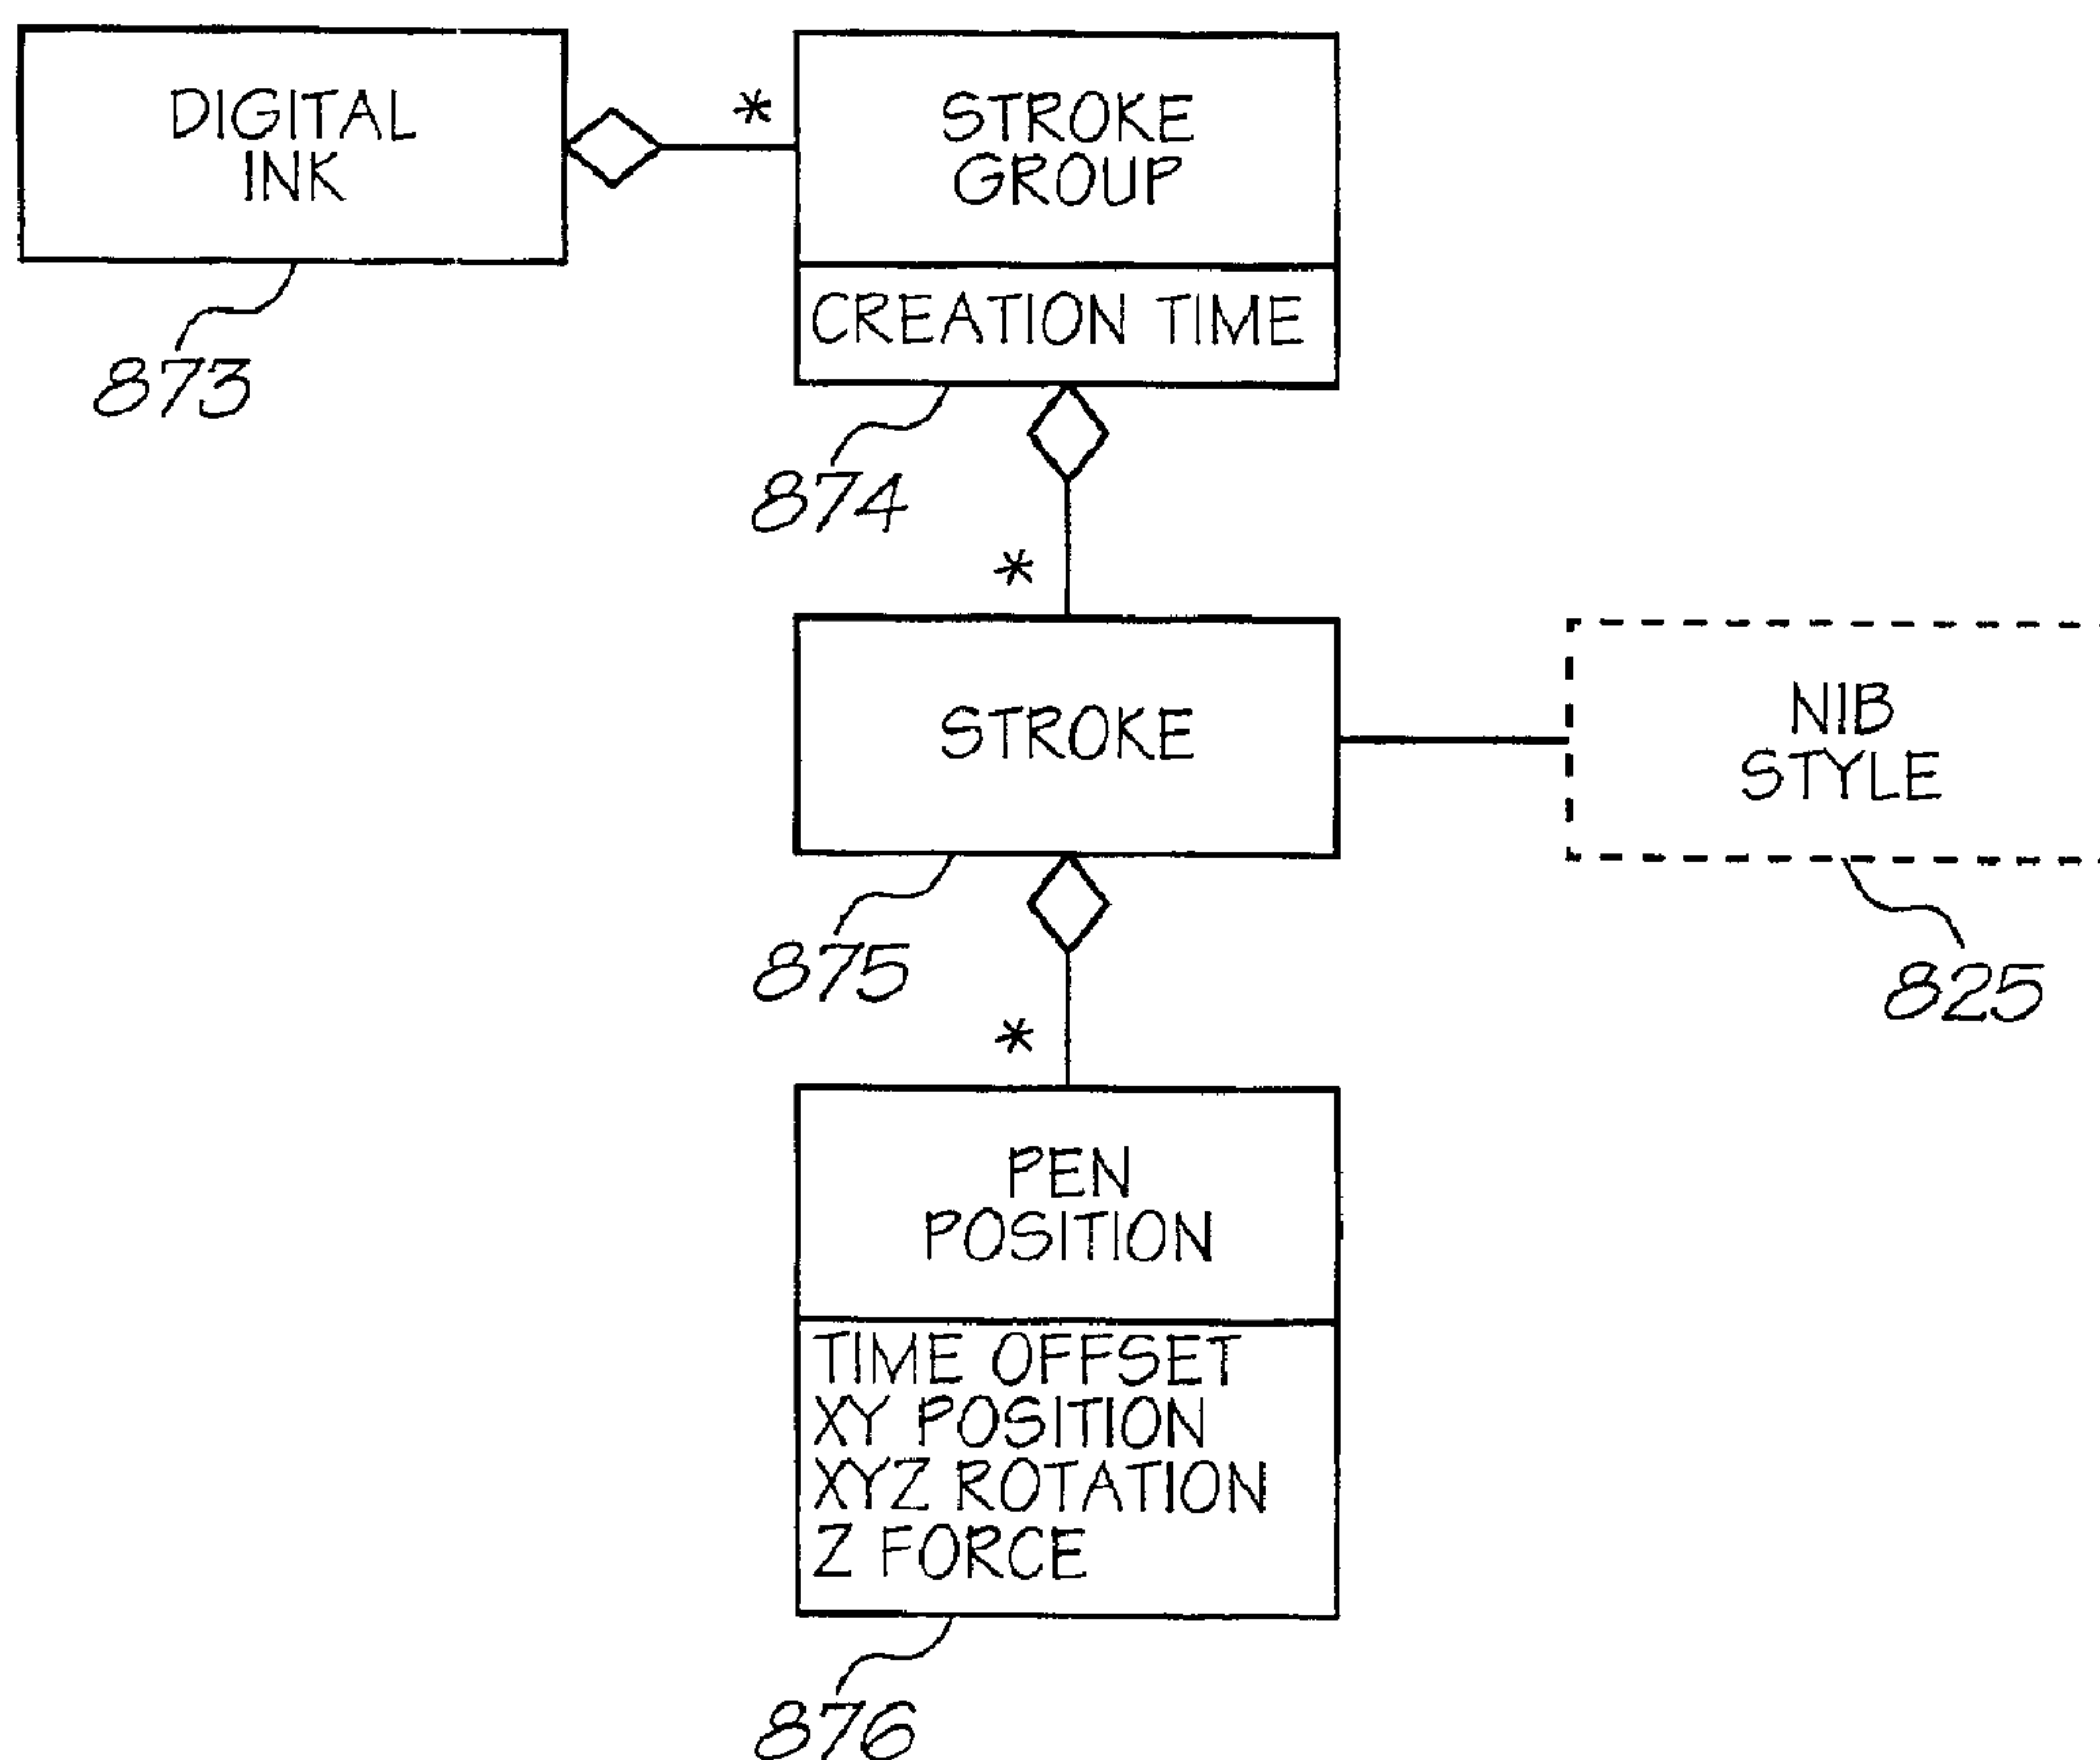 DIGITAL
INK
873
*
STROKE
GROUP
CREATION TIME
874
*
STROKE
875
NIB
STYLE
825
*
PEN
POSITION
TIME OFFSET
XY POSITION
XYZ ROTATION
Z FORCE
876